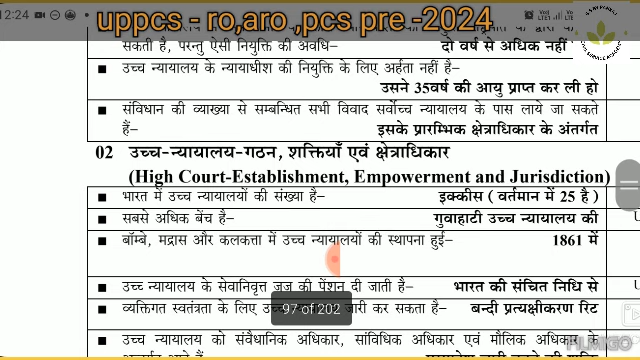 12:24
uppcs - ro,aro ,pcs pre -2024
सकती है, परन्तु ऐसी नियुक्ति की अवधि– दो वर्ष से अधिक नहीं
■ उच्च न्यायालय के न्यायाधीश की नियुक्ति के लिए अर्हता नहीं है–
उसने 35वर्ष की आयु प्राप्त कर ली हो
■ संविधान की व्याख्या से सम्बन्धित सभी विवाद सर्वोच्च न्यायालय के पास लाये जा सकते
हैं– इसके प्रारम्भिक क्षेत्राधिकार के अंतर्गत
02 उच्च-न्यायालय-गठन, शक्तियाँ एवं क्षेत्राधिकार
(High Court-Establishment, Empowerment and Jurisdiction)
■ भारत में उच्च न्यायालयों की संख्या है– इक्कीस (वर्तमान में 25 है)
■ सबसे अधिक बेंच है– गुवाहाटी उच्च न्यायालय की
■ बॉम्बे, मद्रास और कलकत्ता में उच्च न्यायालयों की स्थापना हुई– 1861 में
■ उच्च न्यायालय के सेवानिवृत्त जज की पेंशन दी जाती है– भारत की संचित निधि से
■ व्यक्तिगत स्वतंत्रता के लिए उच्च जारी कर सकता है– बन्दी प्रत्यक्षीकरण रिट
97 of 202
■ उच्च न्यायालय को संवैधानिक अधिकार, सांविधिक अधिकार एवं मौलिक अधिकार के
FILMIGO